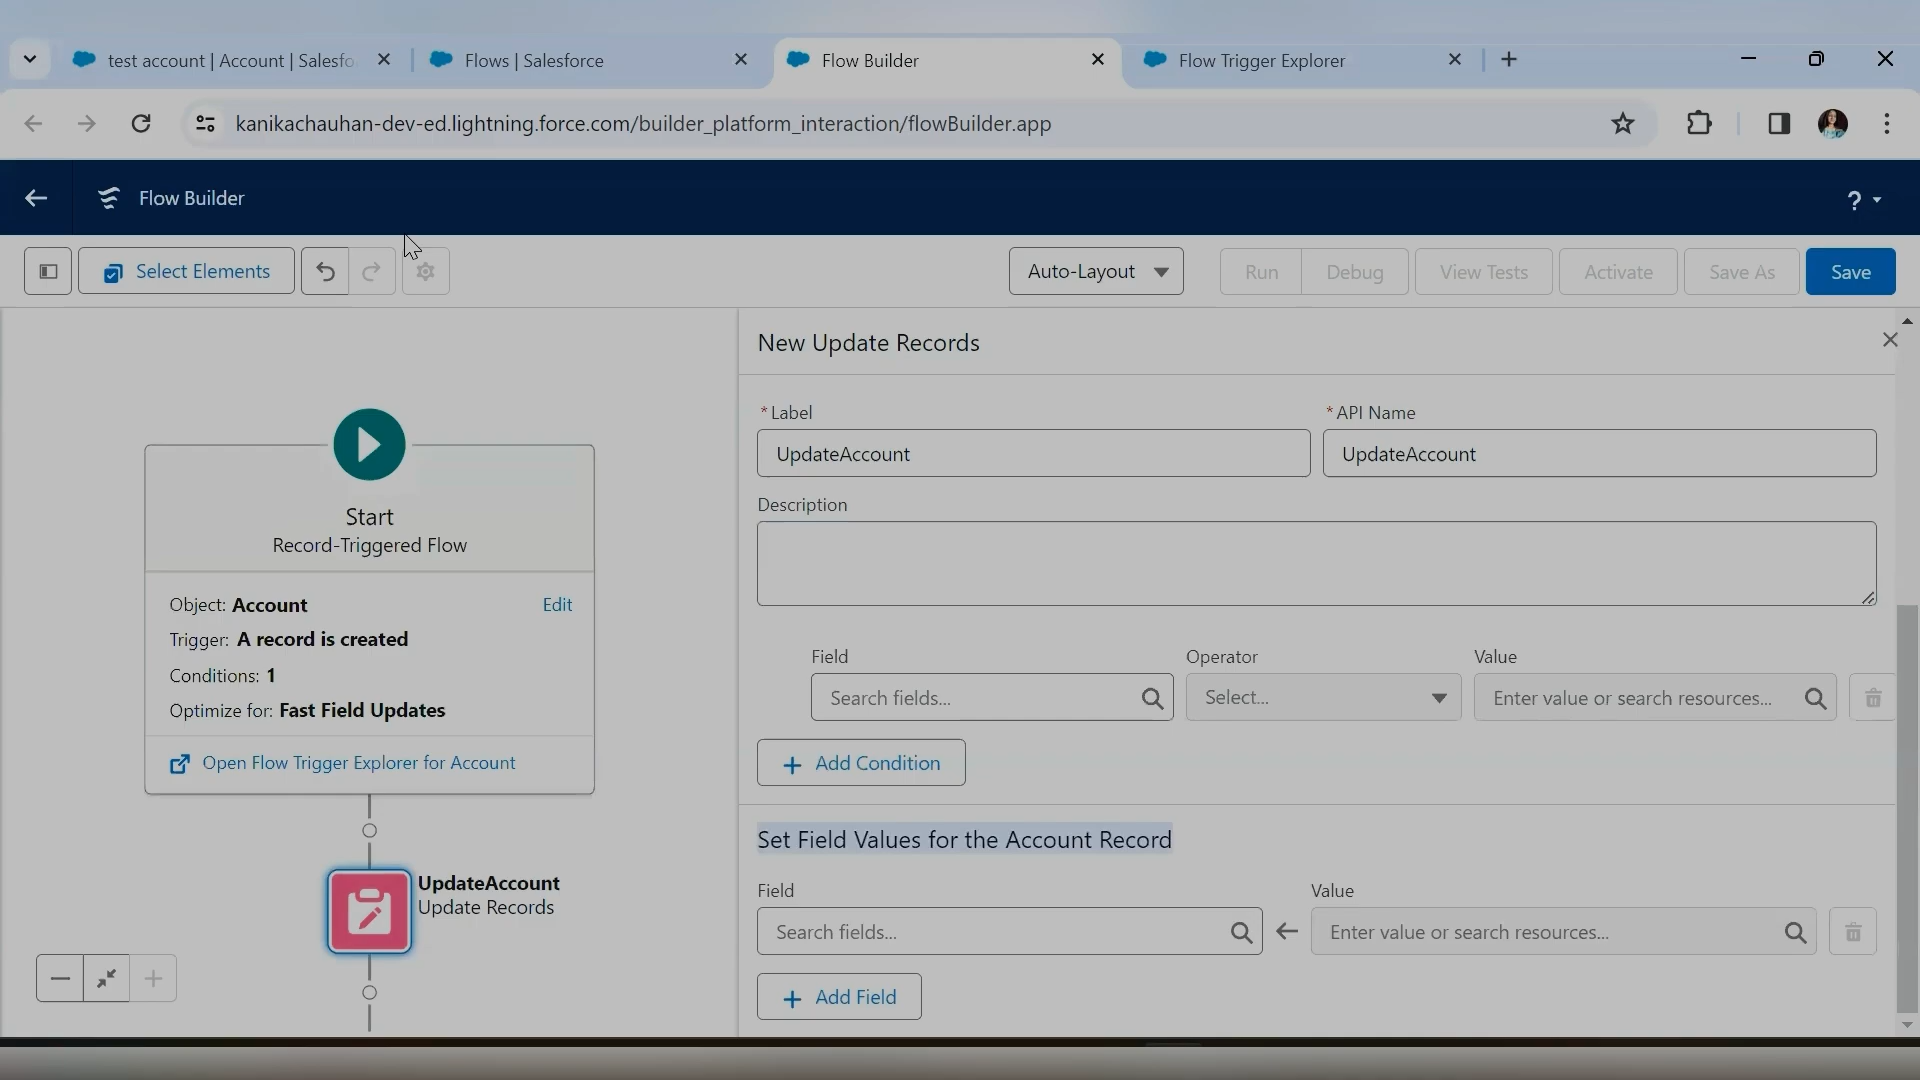 test account | Account | Salesfo
Flows | Salesforce
Flow Builder
Flow Trigger Explorer
kanikachauhan-dev-ed.lightning.force.com/builder_platform_interaction/flowBuilder.app
Flow Builder
?
Select Elements
Auto-Layout
Run
Debug
View Tests
Activate
Save As
Save
Start
Record-Triggered Flow
Object: Account
Edit
Trigger: A record is created
Conditions: 1
Optimize for: Fast Field Updates
Open Flow Trigger Explorer for Account
UpdateAccount
Update Records
New Update Records
* Label
* API Name
UpdateAccount
UpdateAccount
Description
Field
Operator
Value
Search fields...
Select...
Enter value or search resources...
+ Add Condition
Set Field Values for the Account Record
Field
Value
Search fields...
Enter value or search resources...
+ Add Field